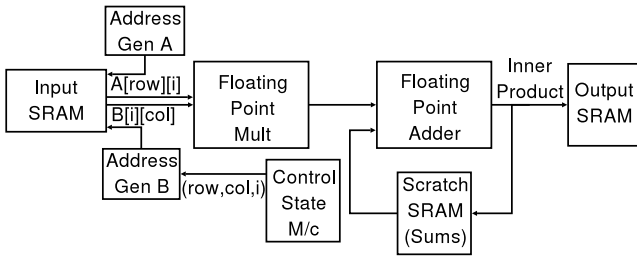 Address
Gen A
Input
SRAM
A[row][i]
B[i][col]
Floating
Point
Mult
Floating
Point
Adder
Inner
Product
Output
SRAM
Address
Gen B
(row,col,i)
Control
State
M/c
Scratch
SRAM
(Sums)